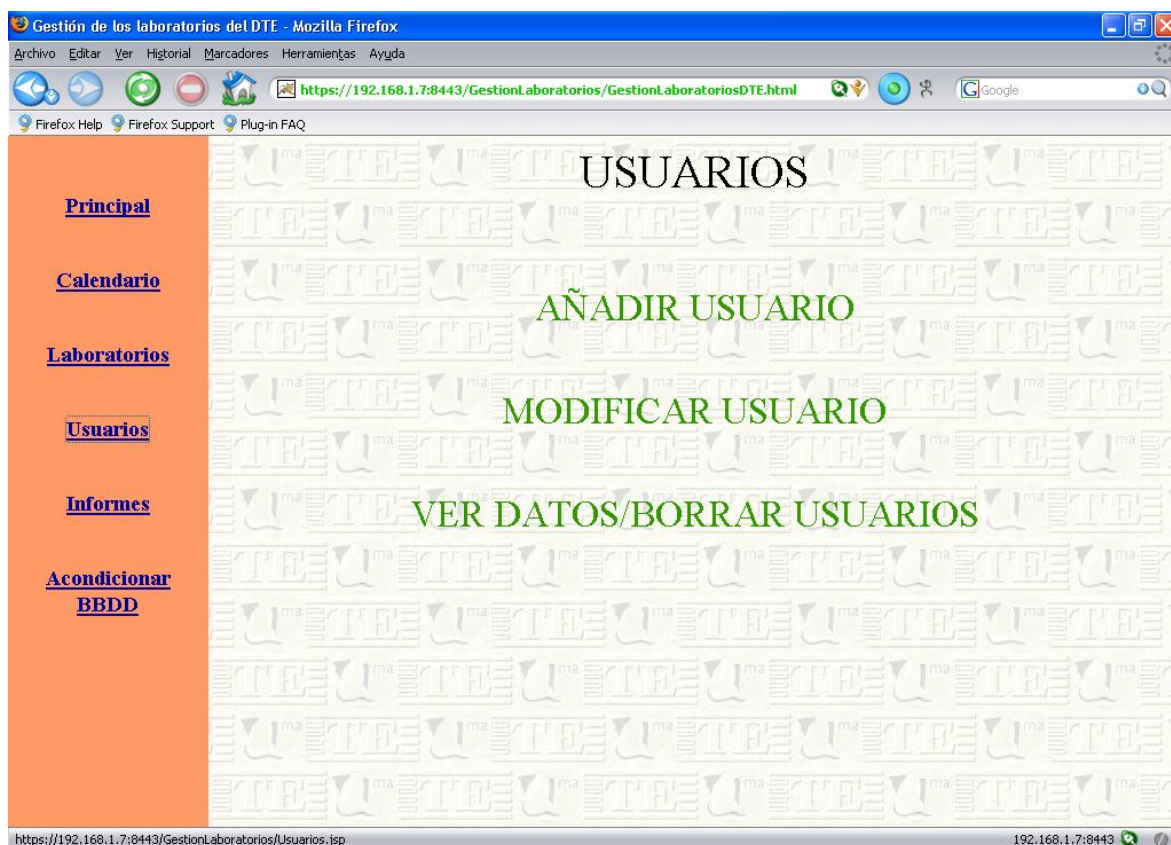 Gestión de los laboratorios del DTE - Mozilla Firefox
Archivo Editar Ver Historial Marcadores Herramientas Ayuda
https://192.168.1.7:8443/GestionLaboratorios/GestionLaboratoriosDTE.html
Google
Firefox Help Firefox Support Plug-in FAQ
Principal
Calendario
Laboratorios
Usuarios
Informes
Acondicionar
BBDD
USUARIOS
AÑADIR USUARIO
MODIFICAR USUARIO
VER DATOS/BORRAR USUARIOS
https://192.168.1.7:8443/GestionLaboratorios/Usuarios.jsp
192.168.1.7:8443